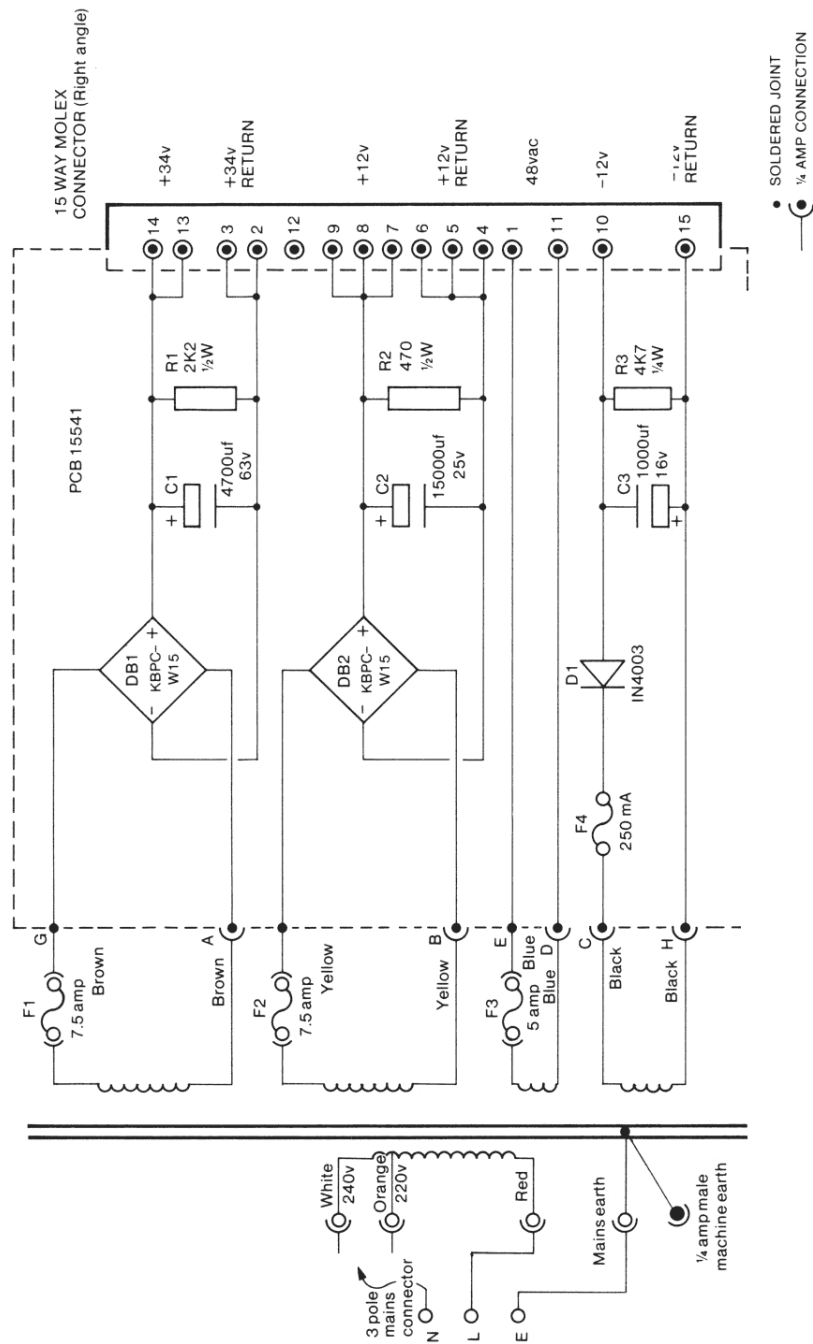 15 WAY MOLEX
CONNECTOR (Right angle)
PCB 15541
+34v
+34v
RETURN
+12v
+12v
RETURN
48vac
−12v
−12v
RETURN
14
13
3
2
12
9
8
7
6
5
4
1
11
10
15
R1
2K2
½W
R2
470
½W
R3
4K7
¼W
+
C1
4700uf
63v
+
C2
15000uf
25v
C3
1000uf
16v
+
DB1
KBPC–
W15
+
−
DB2
KBPC–
W15
+
−
D1
IN4003
F4
250 mA
G
A
B
E
D
C
H
F1
7.5 amp
Brown
Brown
F2
7.5 amp
Yellow
Yellow
F3
5 amp
Blue
Blue
Black
Black
White
240v
Orange
220v
Red
Mains earth
3 pole
mains
connector
N
L
E
¼ amp male
machine earth
SOLDERED JOINT
¼ AMP CONNECTION